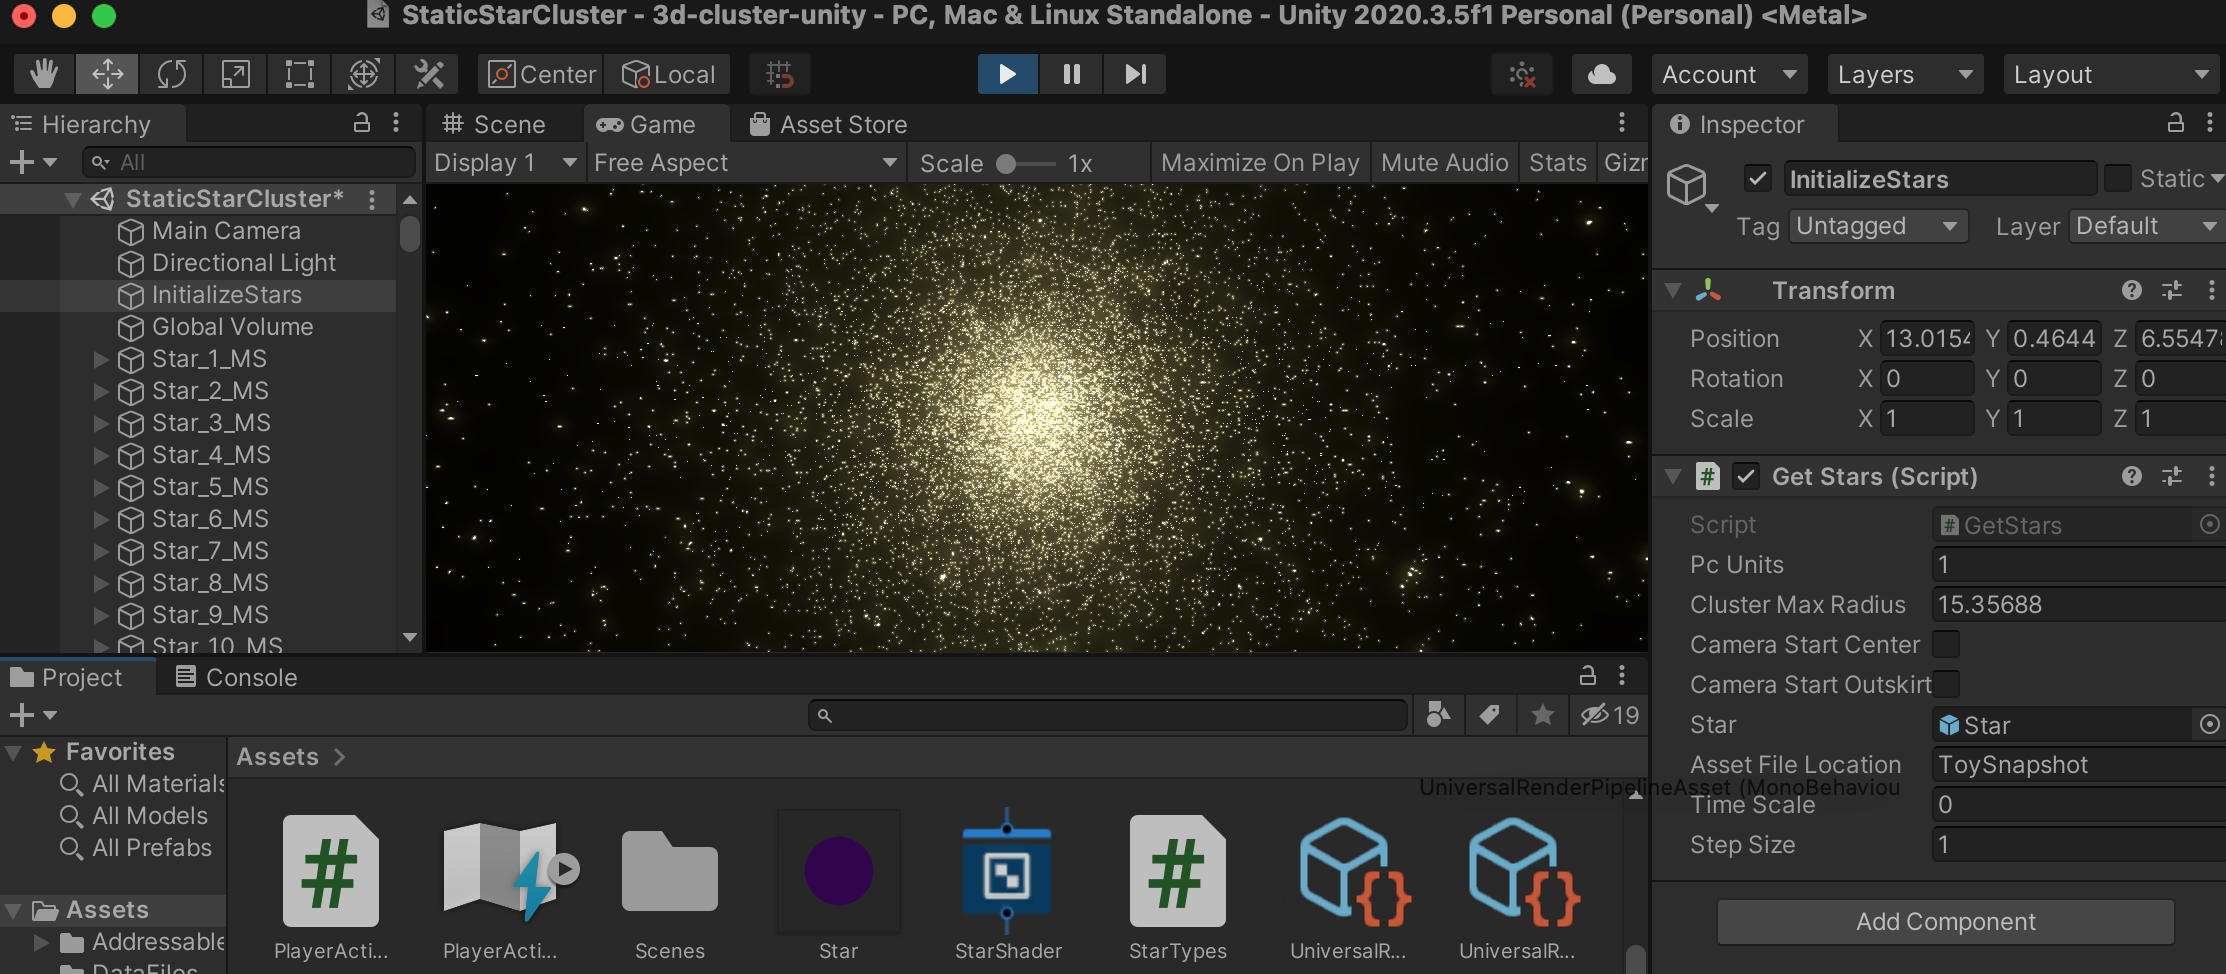 StaticStarCluster - 3d-cluster-unity - PC, Mac & Linux Standalone - Unity 2020.3.5f1 Personal (Personal) <Metal>
Center Local Account Layers Layout
Hierarchy
All
StaticStarCluster*
Main Camera
Directional Light
InitializeStars
Global Volume
Star_1_MS
Star_2_MS
Star_3_MS
Star_4_MS
Star_5_MS
Star_6_MS
Star_7_MS
Star_8_MS
Star_9_MS
Star_10_MS
Scene Game Asset Store
Display 1 Free Aspect Scale 1x Maximize On Play Mute Audio Stats Giz
Inspector
InitializeStars Static
Tag Untagged Layer Default
Transform
Position X 13.0154 Y 0.4644 Z 6.5547
Rotation X 0 Y 0 Z 0
Scale X 1 Y 1 Z 1
# Get Stars (Script)
Script # GetStars
Pc Units 1
Cluster Max Radius 15.35688
Camera Start Center
Camera Start Outskirt
Star Star
Asset File Location ToySnapshot
Time Scale 0
Step Size 1
Add Component
Project Console
19
Favorites
All Materials
All Models
All Prefabs
Assets
Addressable
DataFiles
Assets >
UniversalRenderPipelineAsset (MonoBehaviou
# # {} {}
PlayerActi... PlayerActi... Scenes Star StarShader StarTypes UniversalR... UniversalR...